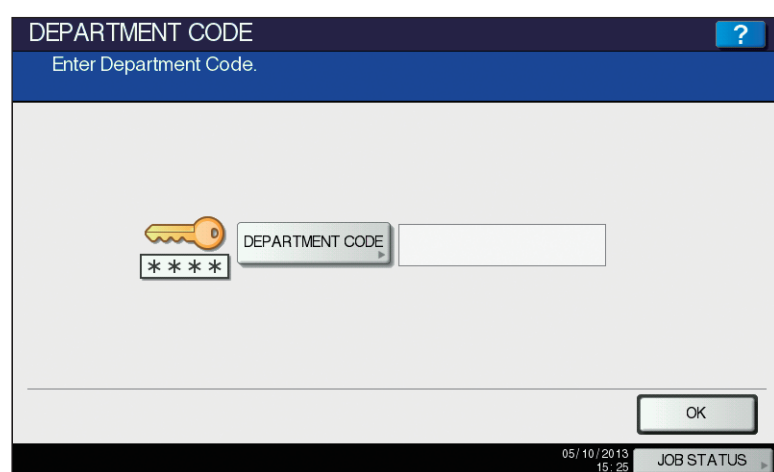 DEPARTMENT CODE
?
Enter Department Code.
DEPARTMENT CODE
****
OK
05/10/2013
15:25
JOB STATUS